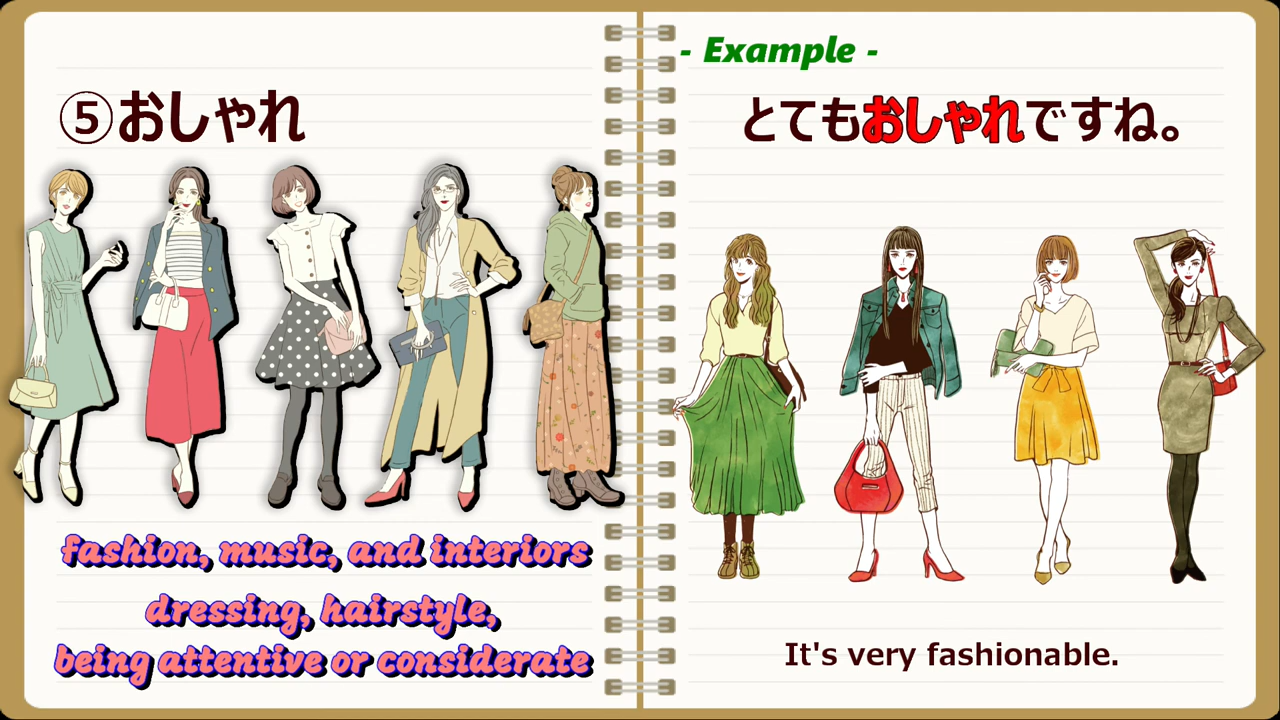 ⑤おしゃれ
fashion, music, and interiors
dressing, hairstyle,
being attentive or considerate
- Example -
とてもおしゃれですね。
It's very fashionable.